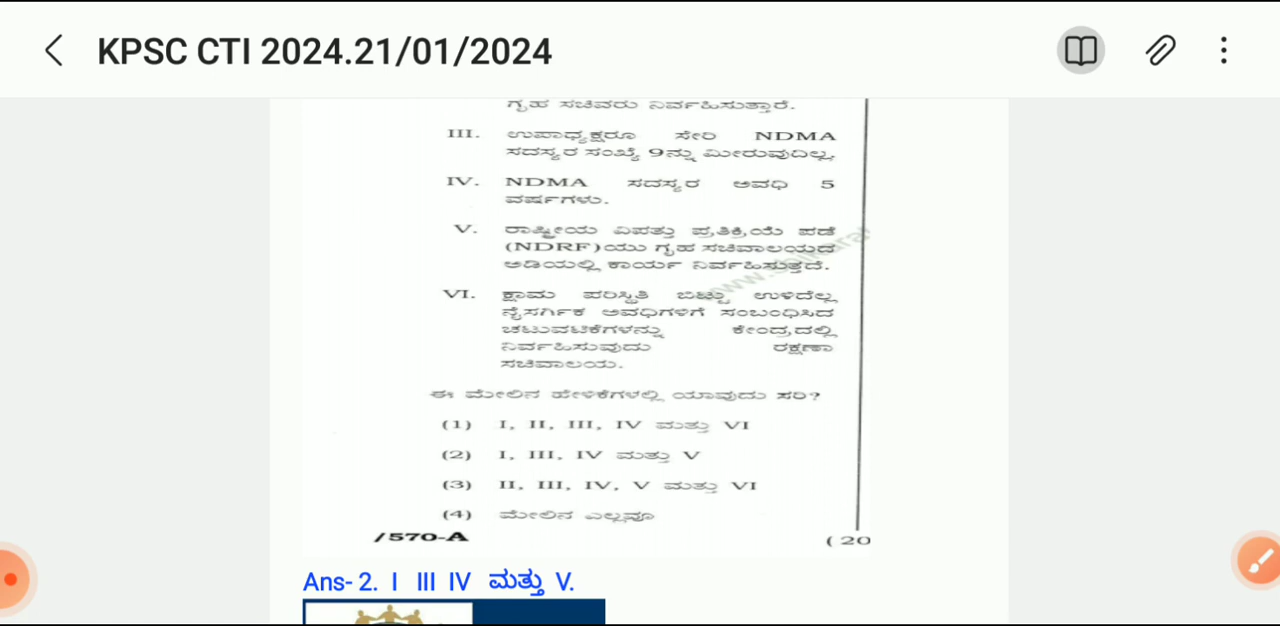 KPSC CTI 2024.21/01/2024
ಗೃಹ ಸಚಿವರು ನಿರ್ವಹಿಸುತ್ತಾರೆ.
III. ಉಪಾಧ್ಯಕ್ಷರೂ ಸೇರಿ NDMA
ಸದಸ್ಯರ ಸಂಖ್ಯೆ 9ನ್ನು ಮೀರುವುದಿಲ್ಲ.
IV. NDMA ಸದಸ್ಯರ ಅವಧಿ 5
ವರ್ಷಗಳು.
V. ರಾಷ್ಟ್ರೀಯ ವಿಪತ್ತು ಪ್ರತಿಕ್ರಿಯೆ ಪಡೆ
(NDRF)ಯು ಗೃಹ ಸಚಿವಾಲಯದ
ಅಡಿಯಲ್ಲಿ ಕಾರ್ಯ ನಿರ್ವಹಿಸುತ್ತದೆ.
VI. ಕ್ಷಾಮ ಪರಿಸ್ಥಿತಿ ಬಿಟ್ಟು ಉಳಿದೆಲ್ಲ
ನೈಸರ್ಗಿಕ ಅವಧಿಗಳಿಗೆ ಸಂಬಂಧಿಸಿದ
ಚಟುವಟಿಕೆಗಳನ್ನು ಕೇಂದ್ರದಲ್ಲಿ
ನಿರ್ವಹಿಸುವುದು ರಕ್ಷಣಾ
ಸಚಿವಾಲಯ.
ಈ ಮೇಲಿನ ಹೇಳಿಕೆಗಳಲ್ಲಿ ಯಾವುದು ಸರಿ?
(1) I, II, III, IV ಮತ್ತು VI
(2) I, III, IV ಮತ್ತು V
(3) II, III, IV, V ಮತ್ತು VI
(4) ಮೇಲಿನ ಎಲ್ಲವೂ
/570-A (20
Ans- 2. I III IV ಮತ್ತು V.